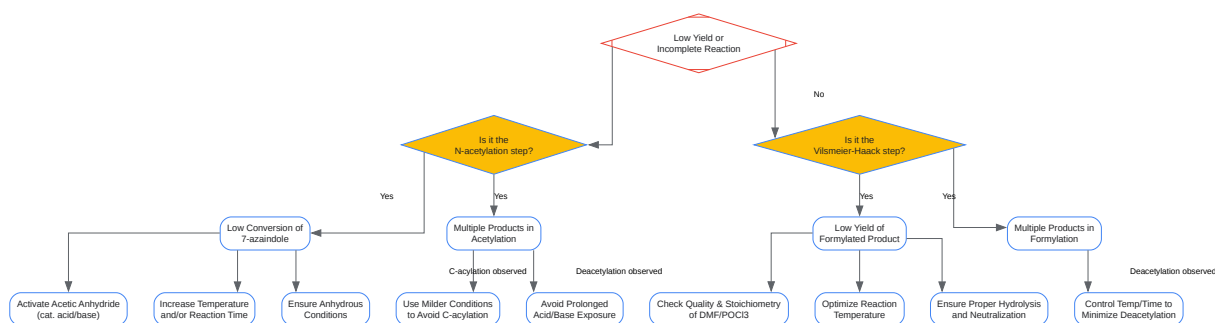 Low Yield or
Incomplete Reaction
No
Is it the
N-acetylation step?
Is it the
Vilsmeier-Haack step?
Yes
Yes
Yes
Yes
Low Conversion of
7-azaindole
Multiple Products in
Acetylation
Low Yield of
Formylated Product
Multiple Products in
Formylation
C-acylation observed
Deacetylation observed
Deacetylation observed
Activate Acetic Anhydride
(cat. acid/base)
Increase Temperature
and/or Reaction Time
Ensure Anhydrous
Conditions
Use Milder Conditions
to Avoid C-acylation
Avoid Prolonged
Acid/Base Exposure
Check Quality & Stoichiometry
of DMF/POCl3
Optimize Reaction
Temperature
Ensure Proper Hydrolysis
and Neutralization
Control Temp/Time to
Minimize Deacetylation